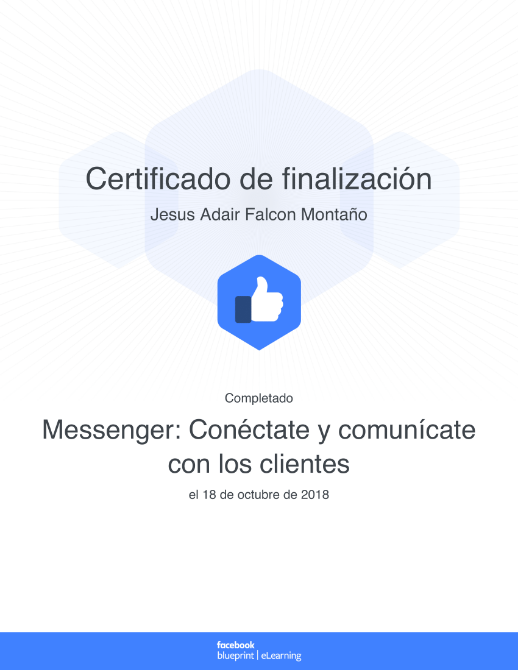 Certificado de finalización
Jesus Adair Falcon Montaño
Completado
Messenger: Conéctate y comunícate
con los clientes
el 18 de octubre de 2018
facebook
blueprint | eLearning